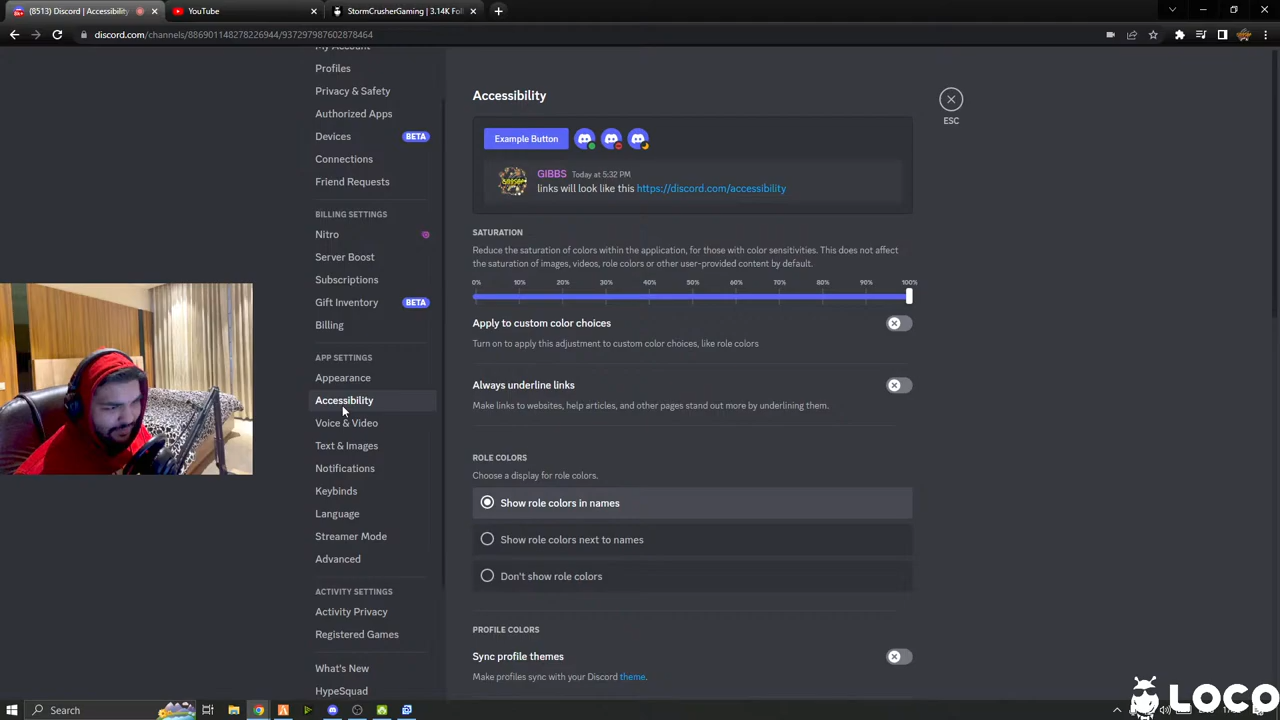 (8513) Discord | Accessibility
YouTube
StormCrusherGaming | 3.14K Fol
discord.com/channels/886901148278226944/937297987602878464
My Account
Profiles
Privacy & Safety
Authorized Apps
Devices
BETA
Connections
Friend Requests
BILLING SETTINGS
Nitro
Server Boost
Subscriptions
Gift Inventory
BETA
Billing
APP SETTINGS
Appearance
Accessibility
Voice & Video
Text & Images
Notifications
Keybinds
Language
Streamer Mode
Advanced
ACTIVITY SETTINGS
Activity Privacy
Registered Games
What's New
HypeSquad
Accessibility
ESC
Example Button
GIBBS Today at 5:32 PM
links will look like this https://discord.com/accessibility
SATURATION
Reduce the saturation of colors within the application, for those with color sensitivities. This does not affect
the saturation of images, videos, role colors or other user-provided content by default.
0% 10% 20% 30% 40% 50% 60% 70% 80% 90% 100%
Apply to custom color choices
Turn on to apply this adjustment to custom color choices, like role colors
Always underline links
Make links to websites, help articles, and other pages stand out more by underlining them.
ROLE COLORS
Choose a display for role colors.
Show role colors in names
Show role colors next to names
Don't show role colors
PROFILE COLORS
Sync profile themes
Make profiles sync with your Discord theme.
Search
LOCO